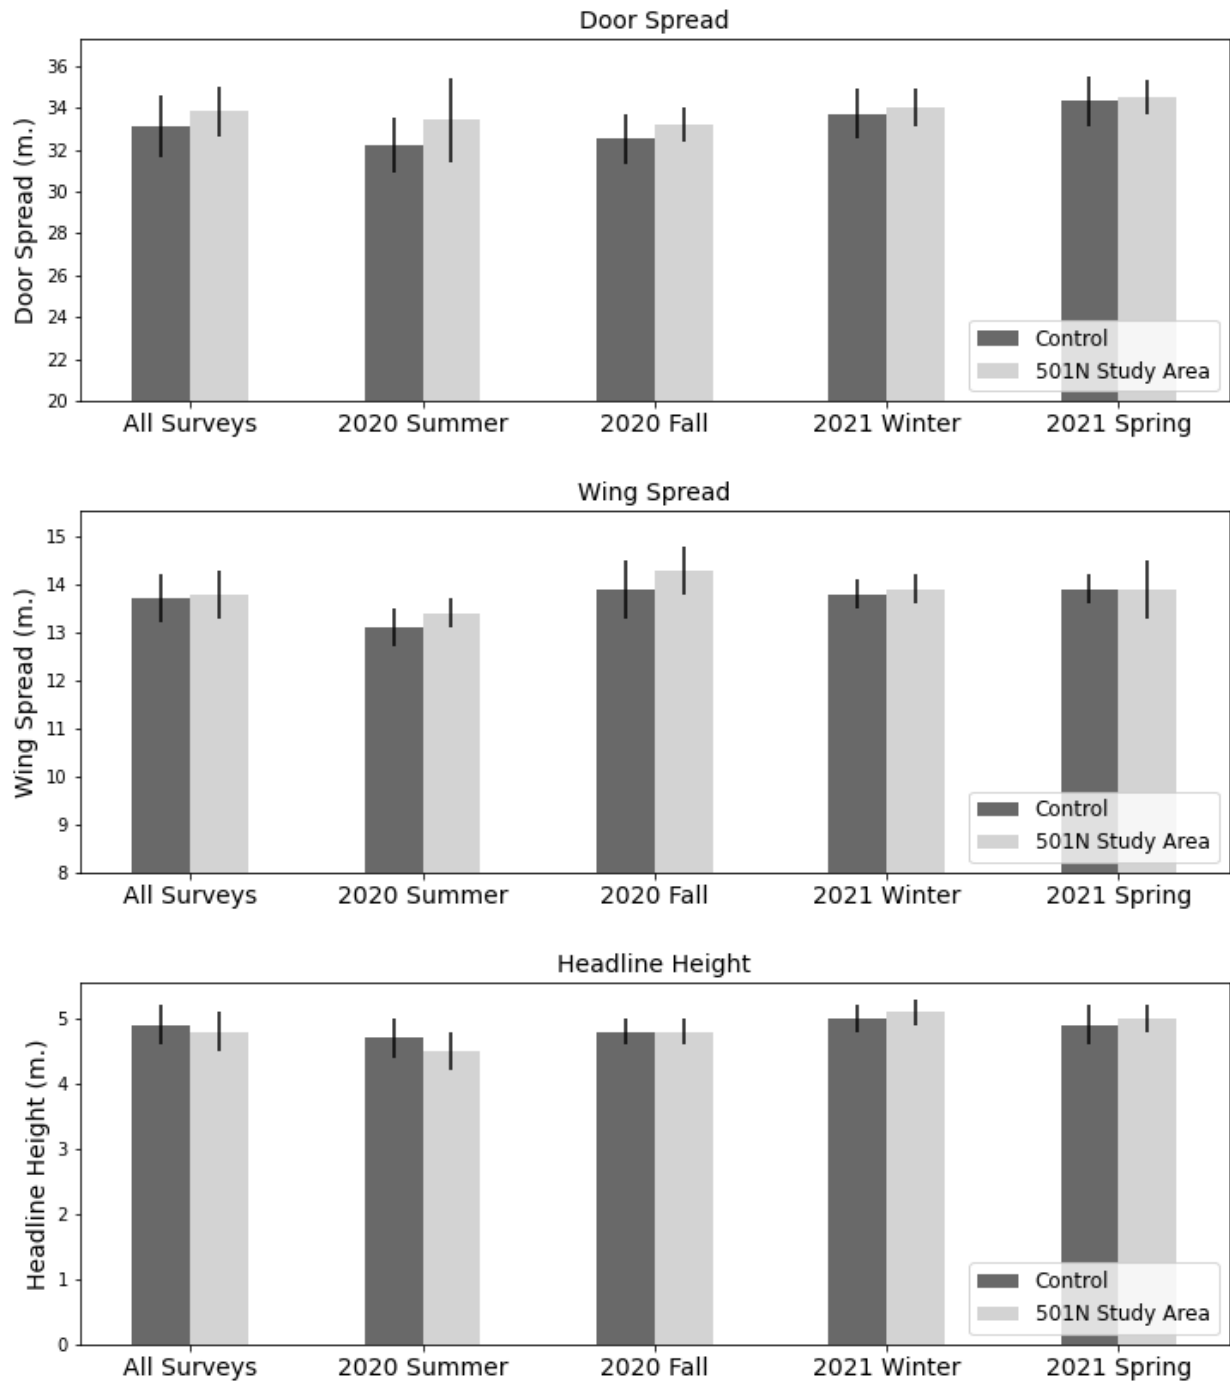 Door Spread
Door Spread (m.)
36
34
32
30
28
26
24
22
20
Control
501N Study Area
All Surveys
2020 Summer
2020 Fall
2021 Winter
2021 Spring
Wing Spread
Wing Spread (m.)
15
14
13
12
11
10
9
8
Control
501N Study Area
All Surveys
2020 Summer
2020 Fall
2021 Winter
2021 Spring
Headline Height
Headline Height (m.)
5
4
3
2
1
0
Control
501N Study Area
All Surveys
2020 Summer
2020 Fall
2021 Winter
2021 Spring